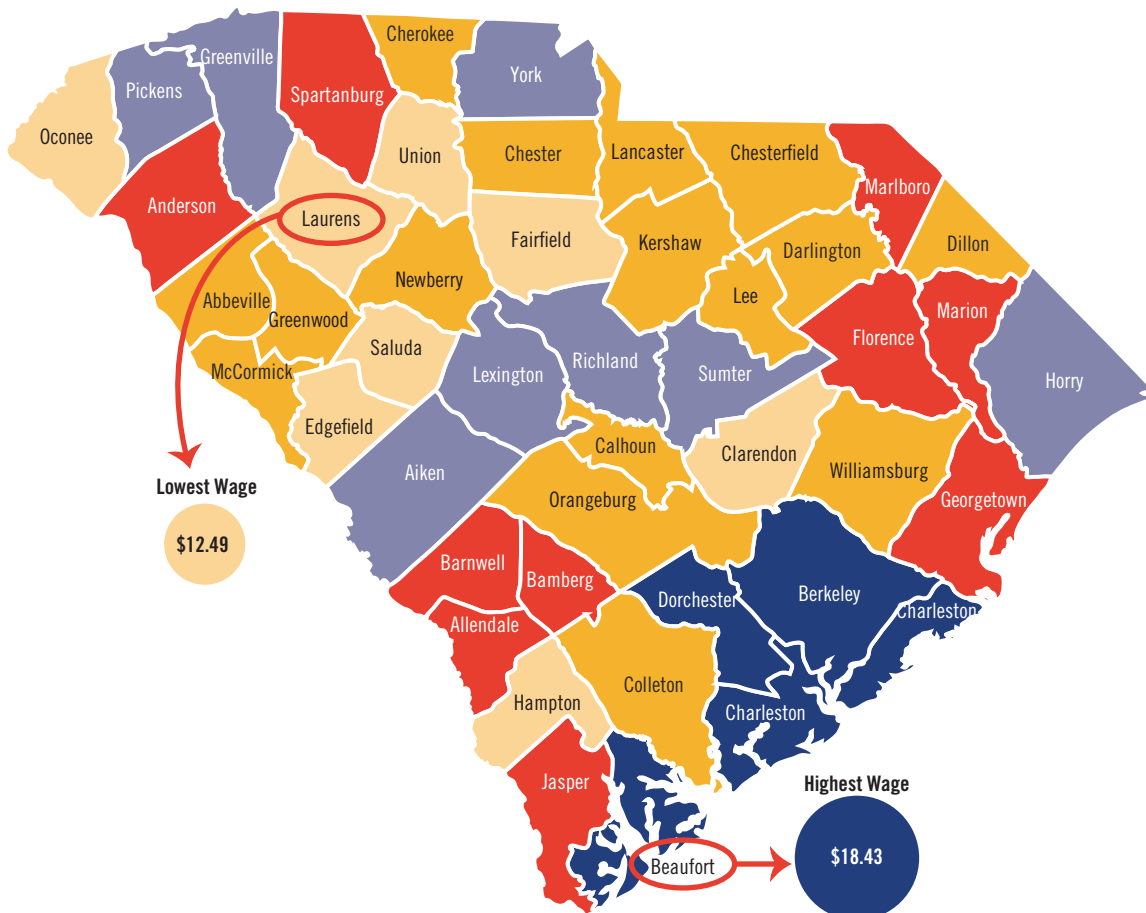 Cherokee
Greenville
York
Pickens
Spartanburg
Oconee
Union
Chester
Lancaster
Chesterfield
Marlboro
Anderson
Laurens
Fairfield
Kershaw
Darlington
Dillon
Newberry
Abbeville
Greenwood
Lee
Marion
Florence
Saluda
Richland
McCormick
Lexington
Sumter
Horry
Edgefield
Calhoun
Clarendon
Aiken
Williamsburg
Lowest Wage
Orangeburg
Georgetown
$12.49
Barnwell
Bamberg
Dorchester
Berkeley
Charleston
Allendale
Colleton
Hampton
Charleston
Jasper
Highest Wage
Beaufort
$18.43